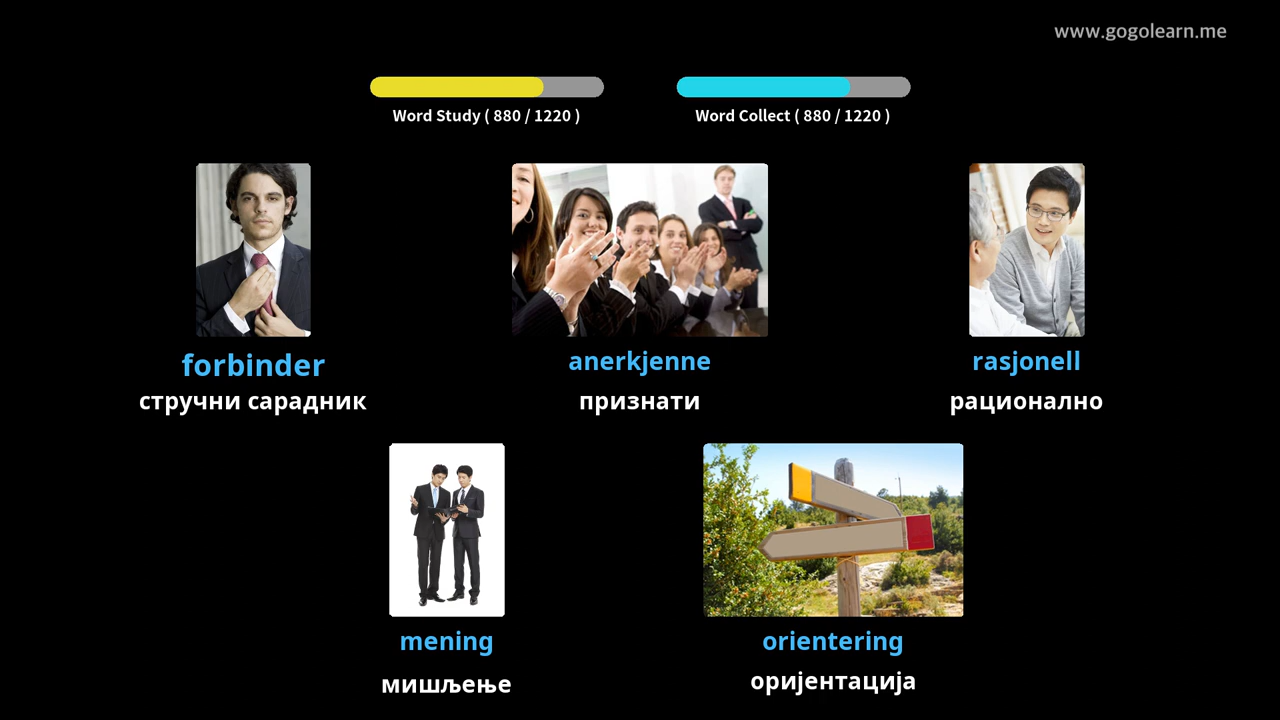 www.gogolearn.me
Word Study ( 880 / 1220 )
Word Collect ( 880 / 1220 )
forbinder
стручни сарадник
anerkjenne
признати
rasjonell
рационално
mening
мишљење
orientering
оријентација